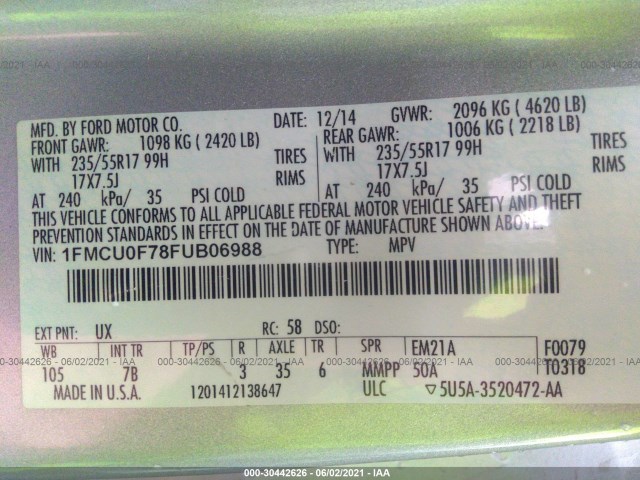 MFD. BY FORD MOTOR CO. DATE: 12/14 GVWR: 2096 KG ( 4620 LB)
FRONT GAWR: 1098 KG ( 2420 LB) REAR GAWR: 1006 KG ( 2218 LB)
WITH 235/55R17 99H TIRES WITH 235/55R17 99H TIRES
17X7.5J RIMS 17X7.5J RIMS
AT 240 kPa/ 35 PSI COLD AT 240 kPa/ 35 PSI COLD
THIS VEHICLE CONFORMS TO ALL APPLICABLE FEDERAL MOTOR VEHICLE SAFETY AND THEFT
PREVENTION STANDARDS IN EFFECT ON THE DATE OF MANUFACTURE SHOWN ABOVE.
VIN: 1FMCU0F78FUB06988 TYPE: MPV
EXT PNT: UX RC: 58 DSO:
WB INT TR TP/PS R AXLE TR SPR EM21A F0079
105 7B 3 35 6 MMPP 50A T0318
MADE IN U.S.A. 1201412138647 ULC ▽5U5A-3520472-AA
000-30442626 - 06/02/2021 - IAA